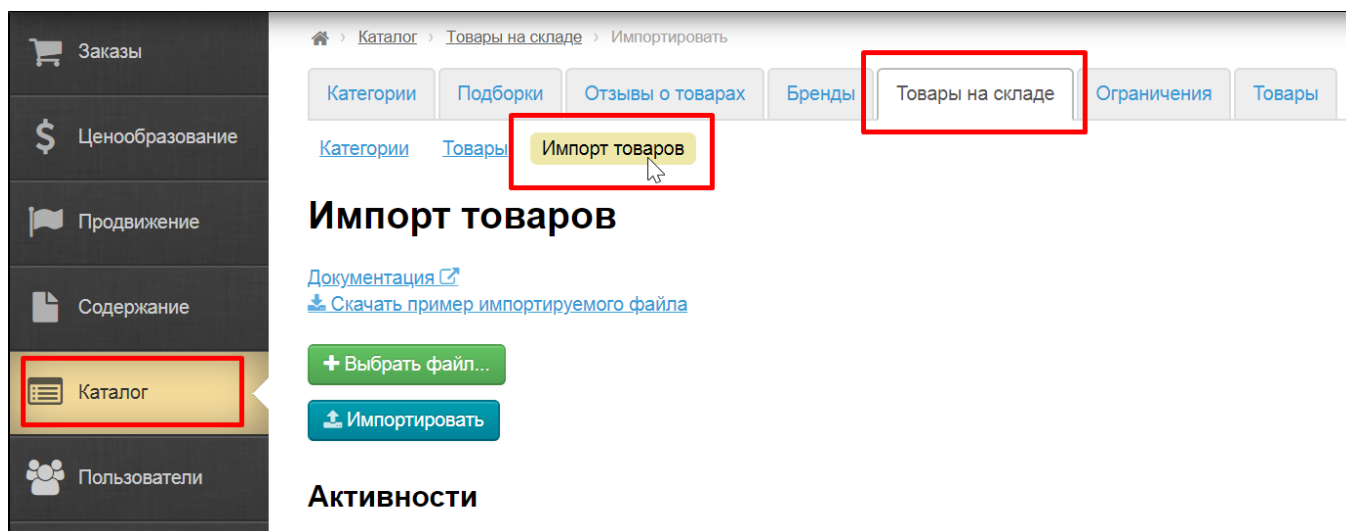 Заказы
Ценообразование
Продвижение
Содержание
Каталог
Пользователи
Каталог › Товары на складе › Импортировать
Категории Подборки Отзывы о товарах Бренды Товары на складе Ограничения Товары
Категории Товары Импорт товаров
Импорт товаров
Документация
Скачать пример импортируемого файла
Выбрать файл...
Импортировать
Активности